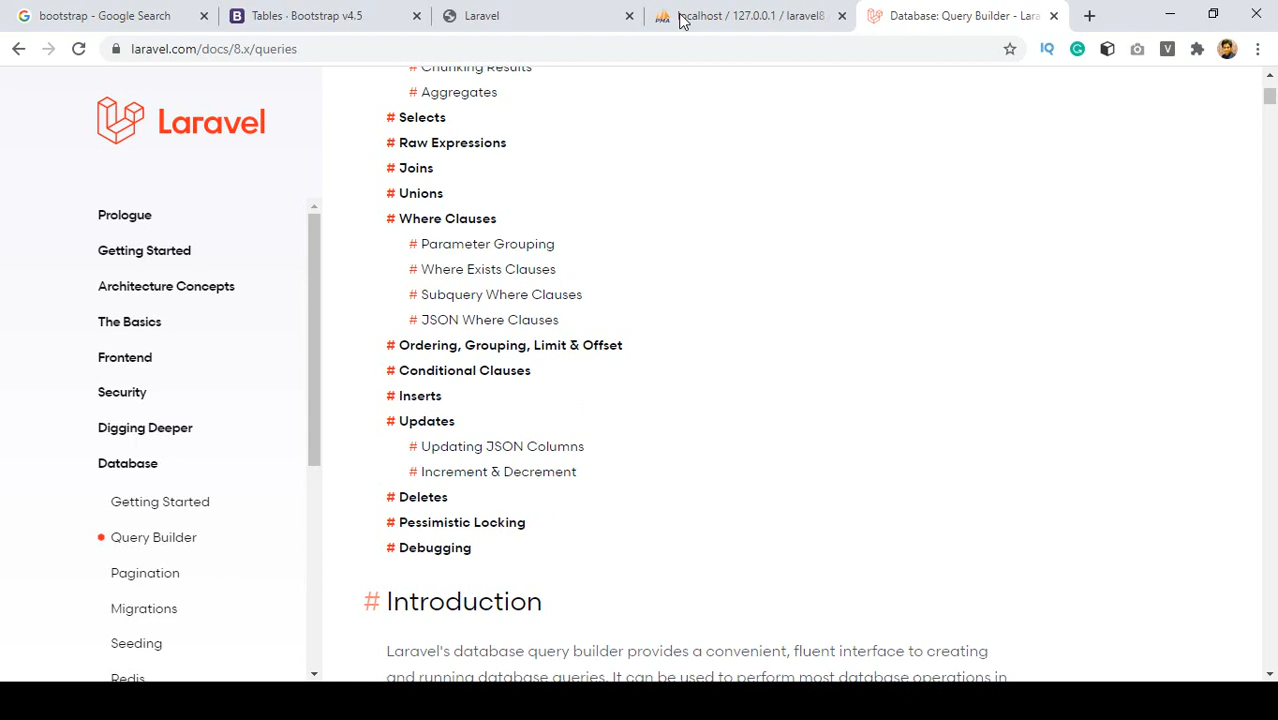 bootstrap - Google Search
Tables · Bootstrap v4.5
Laravel
localhost / 127.0.0.1 / laravel8
Database: Query Builder - Lara
laravel.com/docs/8.x/queries
Laravel
Prologue
Getting Started
Architecture Concepts
The Basics
Frontend
Security
Digging Deeper
Database
Getting Started
Query Builder
Pagination
Migrations
Seeding
Redis
# Chunking Results
# Aggregates
# Selects
# Raw Expressions
# Joins
# Unions
# Where Clauses
# Parameter Grouping
# Where Exists Clauses
# Subquery Where Clauses
# JSON Where Clauses
# Ordering, Grouping, Limit & Offset
# Conditional Clauses
# Inserts
# Updates
# Updating JSON Columns
# Increment & Decrement
# Deletes
# Pessimistic Locking
# Debugging
# Introduction
Laravel's database query builder provides a convenient, fluent interface to creating
and running database queries. It can be used to perform most database operations in